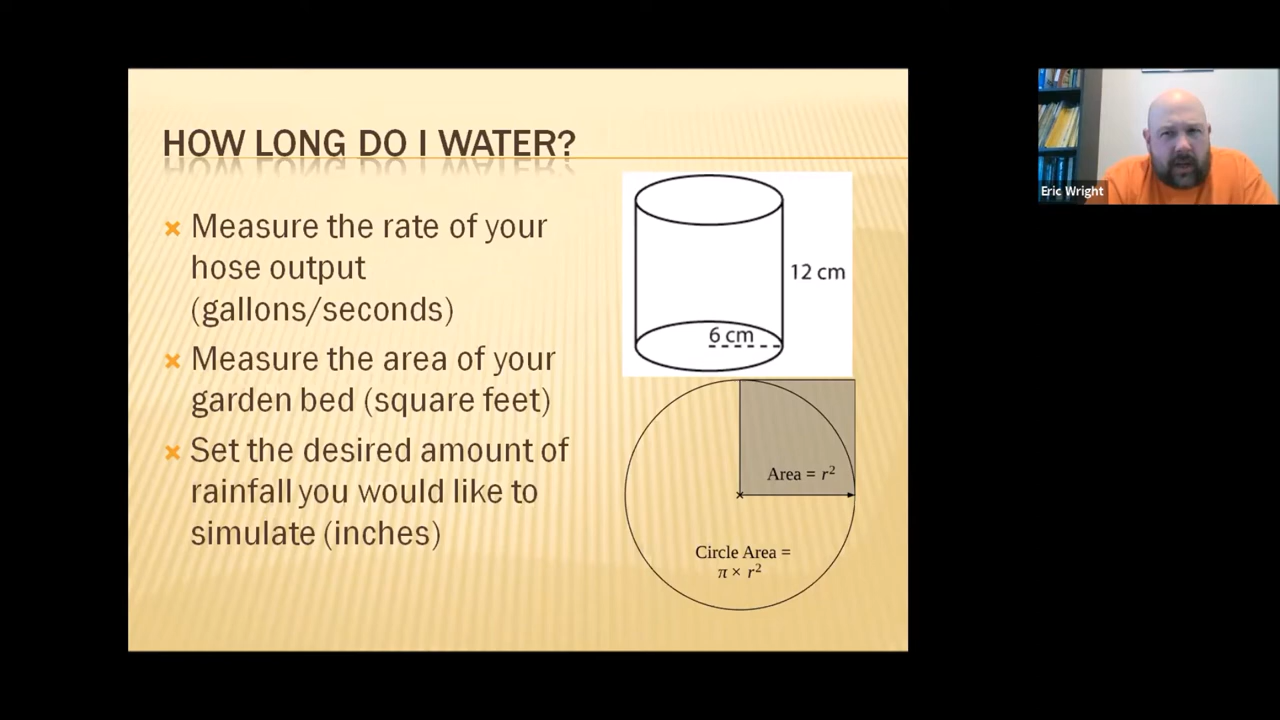 HOW LONG DO I WATER?
Measure the rate of your
hose output
(gallons/seconds)
Measure the area of your
garden bed (square feet)
Set the desired amount of
rainfall you would like to
simulate (inches)
12 cm
6 cm
Area = r²
Circle Area =
π × r²
Eric Wright